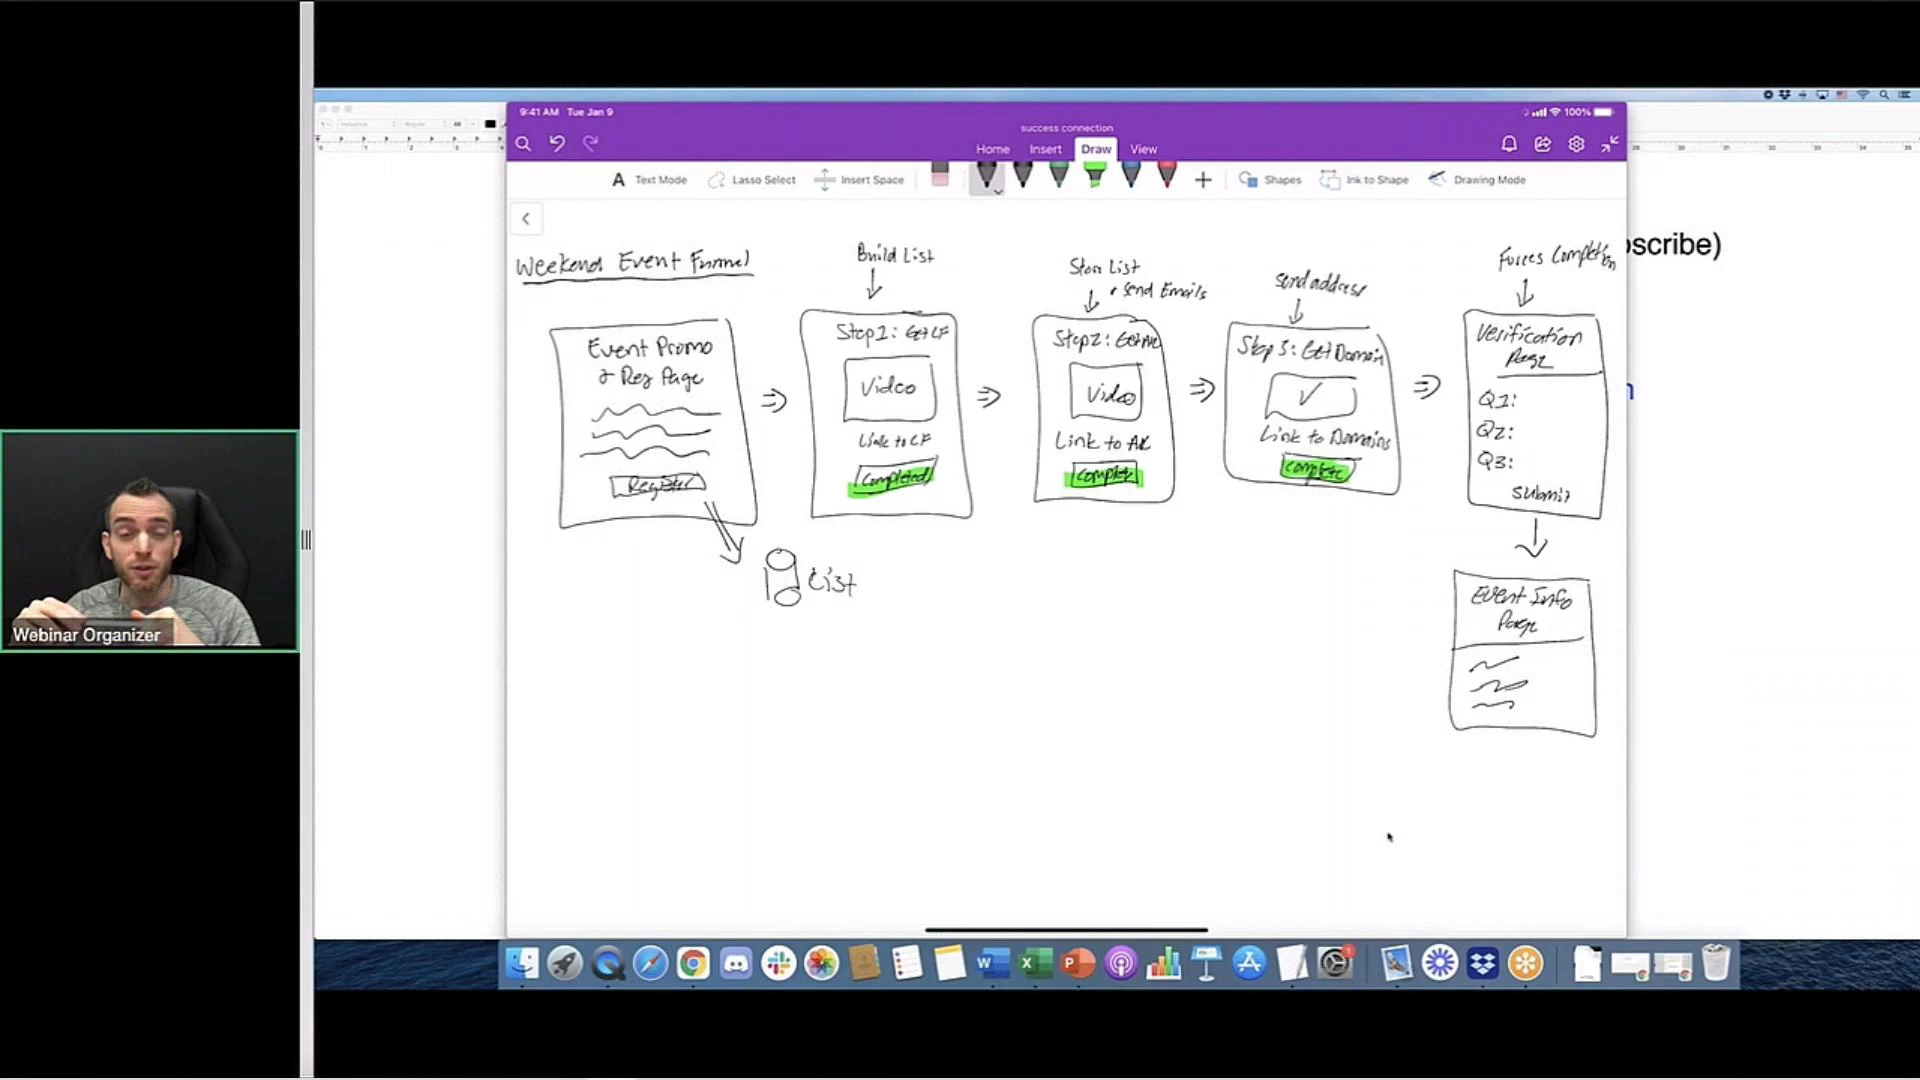 9:41 AM Tue Jan 9
100%
success connection
Home Insert Draw View
Text Mode Lasso Select Insert Space Shapes Ink to Shape Drawing Mode
bscribe)
Weekend Event Funnel
Event Promo
& Reg Page
Register
List
Build List
Step 1: Get CF
Video
Link to CF
Completed
Store List
+ Send Emails
Step 2: Get AR
Video
Link to AR
Complete
Send address
Step 3: Get Domain
Link to Domains
Complete
Forces Completion
Verification
Page
Q1:
Q2:
Q3:
Submit
Event Info
Page
Webinar Organizer